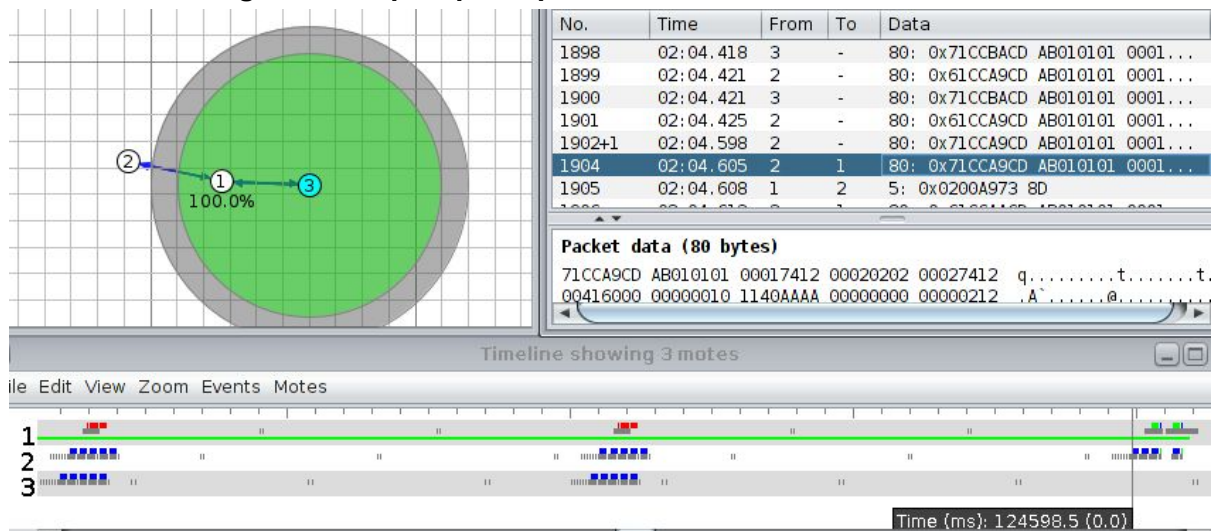 No. Time From To Data
1898 02:04.418 3 - 80: 0x71CCBACD AB010101 0001...
1899 02:04.421 2 - 80: 0x61CCA9CD AB010101 0001...
1900 02:04.421 3 - 80: 0x71CCBACD AB010101 0001...
1901 02:04.425 2 - 80: 0x61CCA9CD AB010101 0001...
1902+1 02:04.598 2 - 80: 0x71CCA9CD AB010101 0001...
1904 02:04.605 2 1 80: 0x71CCA9CD AB010101 0001...
1905 02:04.608 1 2 5: 0x0200A973 8D
2
1
3
100.0%
Packet data (80 bytes)
71CCA9CD AB010101 00017412 00020202 00027412 q.........t.......t.
00416000 00000010 1140AAAA 00000000 00000212 .A`......@..........
Timeline showing 3 motes
ile Edit View Zoom Events Motes
1
2
3
Time (ms): 124598.5 (0.0)